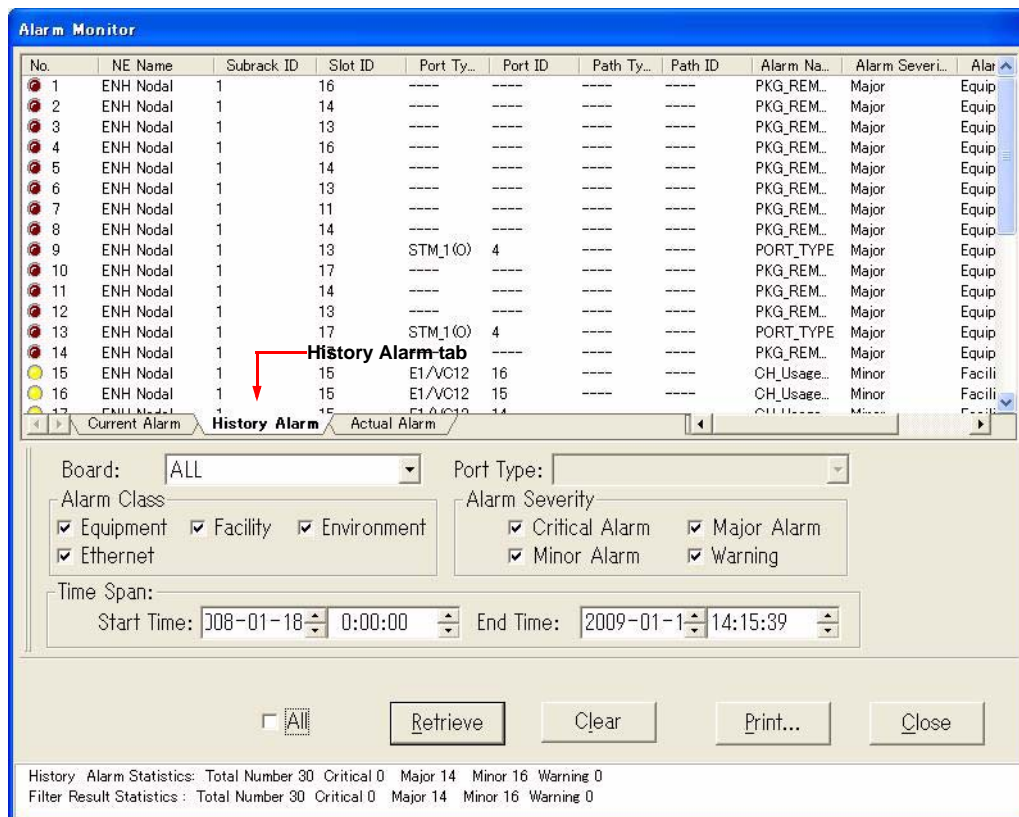 Alarm Monitor
No. NE Name Subrack ID Slot ID Port Ty... Port ID Path Ty... Path ID Alarm Na... Alarm Severi... Alar
1 ENH Nodal 1 16 ---- ---- ---- ---- PKG_REM... Major Equip
2 ENH Nodal 1 14 ---- ---- ---- ---- PKG_REM... Major Equip
3 ENH Nodal 1 13 ---- ---- ---- ---- PKG_REM... Major Equip
4 ENH Nodal 1 16 ---- ---- ---- ---- PKG_REM... Major Equip
5 ENH Nodal 1 14 ---- ---- ---- ---- PKG_REM... Major Equip
6 ENH Nodal 1 13 ---- ---- ---- ---- PKG_REM... Major Equip
7 ENH Nodal 1 11 ---- ---- ---- ---- PKG_REM... Major Equip
8 ENH Nodal 1 14 ---- ---- ---- ---- PKG_REM... Major Equip
9 ENH Nodal 1 13 STM_1(O) 4 ---- ---- PORT_TYPE Major Equip
10 ENH Nodal 1 17 ---- ---- ---- ---- PKG_REM... Major Equip
11 ENH Nodal 1 14 ---- ---- ---- ---- PKG_REM... Major Equip
12 ENH Nodal 1 13 ---- ---- ---- ---- PKG_REM... Major Equip
13 ENH Nodal 1 17 STM_1(O) 4 ---- ---- PORT_TYPE Major Equip
14 ENH Nodal 1 ---- ---- ---- PKG_REM... Major Equip
History Alarm tab
15 ENH Nodal 1 15 E1/VC12 16 ---- ---- CH_Usage... Minor Facili
16 ENH Nodal 1 15 E1/VC12 15 ---- ---- CH_Usage... Minor Facili
Current Alarm History Alarm Actual Alarm
Board: ALL Port Type:
Alarm Class Alarm Severity
Equipment Facility Environment Critical Alarm Major Alarm
Ethernet Minor Alarm Warning
Time Span:
Start Time: 008-01-18 0:00:00 End Time: 2009-01-1 14:15:39
All Retrieve Clear Print... Close
History Alarm Statistics: Total Number 30 Critical 0 Major 14 Minor 16 Warning 0
Filter Result Statistics : Total Number 30 Critical 0 Major 14 Minor 16 Warning 0